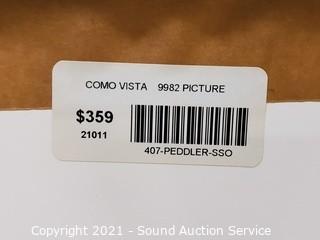 COMO VISTA 9982 PICTURE
$359
21011
407-PEDDLER-SSO
Copyright 2021 - Sound Auction Service